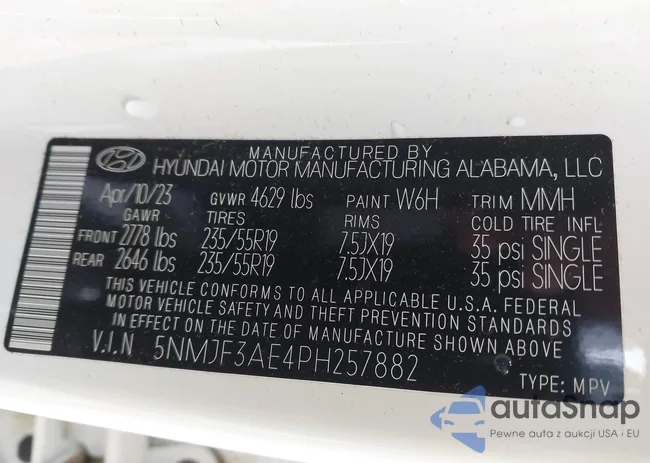 MANUFACTURED BY
HYUNDAI MOTOR MANUFACTURING ALABAMA, LLC
Apr/10/23 GVWR 4629 lbs PAINT W6H TRIM MMH
GAWR TIRES RIMS COLD TIRE INFL
FRONT 2778 lbs 235/55R19 7.5JX19 35 psi SINGLE
REAR 2646 lbs 235/55R19 7.5JX19 35 psi SINGLE
THIS VEHICLE CONFORMS TO ALL APPLICABLE U.S.A. FEDERAL
MOTOR VEHICLE SAFETY AND THEFT PREVENTION STANDARDS
IN EFFECT ON THE DATE OF MANUFACTURE SHOWN ABOVE
V.I.N 5NMJF3AE4PH257882
TYPE: MPV
autoSnap
Pewne auta z aukcji USA i EU